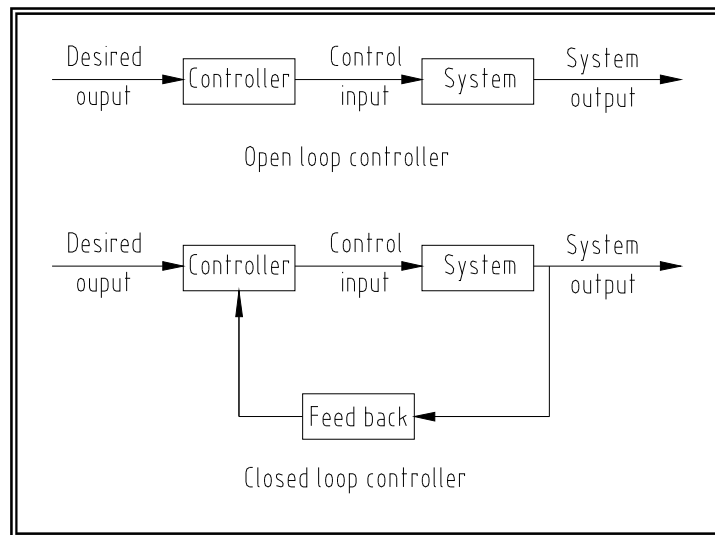 Desired
ouput
Controller
Control
input
System
System
output
Open loop controller
Desired
ouput
Controller
Control
input
System
System
output
Feed back
Closed loop controller